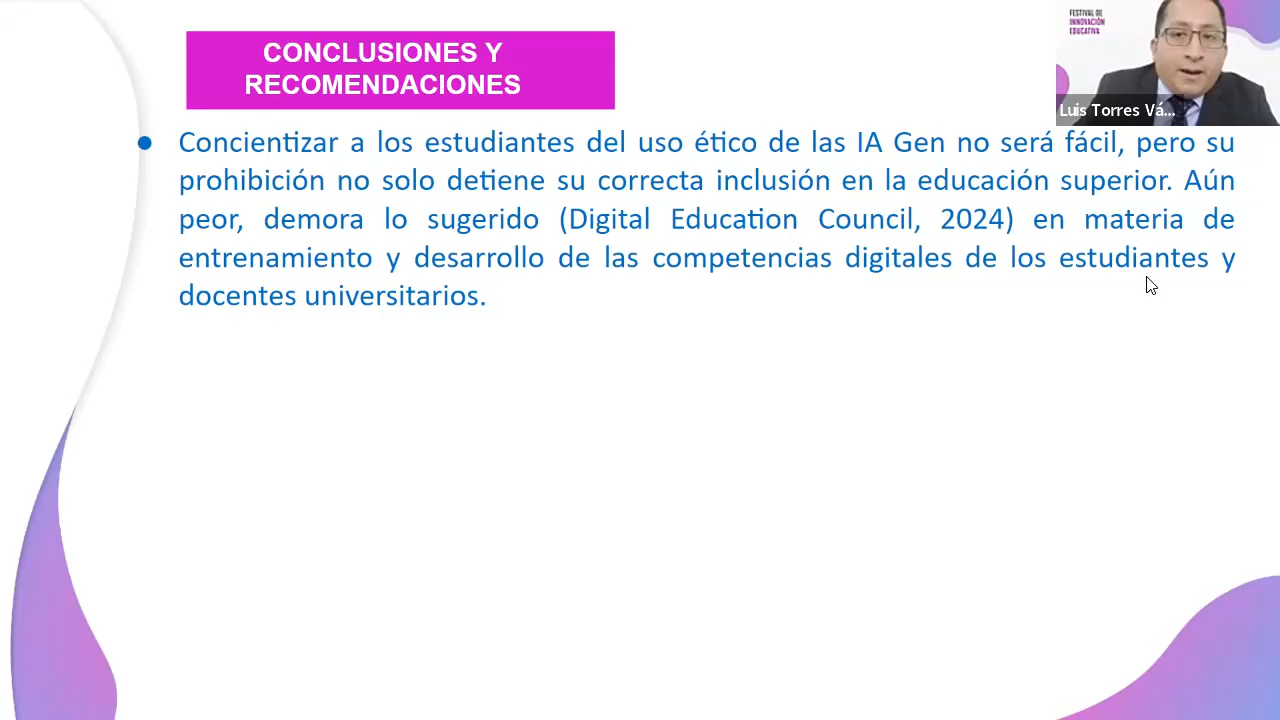 FESTIVAL DE
INNOVACIÓN
EDUCATIVA
CONCLUSIONES Y
RECOMENDACIONES
Luis Torres Vá...
● Concientizar a los estudiantes del uso ético de las IA Gen no será fácil, pero su
prohibición no solo detiene su correcta inclusión en la educación superior. Aún
peor, demora lo sugerido (Digital Education Council, 2024) en materia de
entrenamiento y desarrollo de las competencias digitales de los estudiantes y
docentes universitarios.